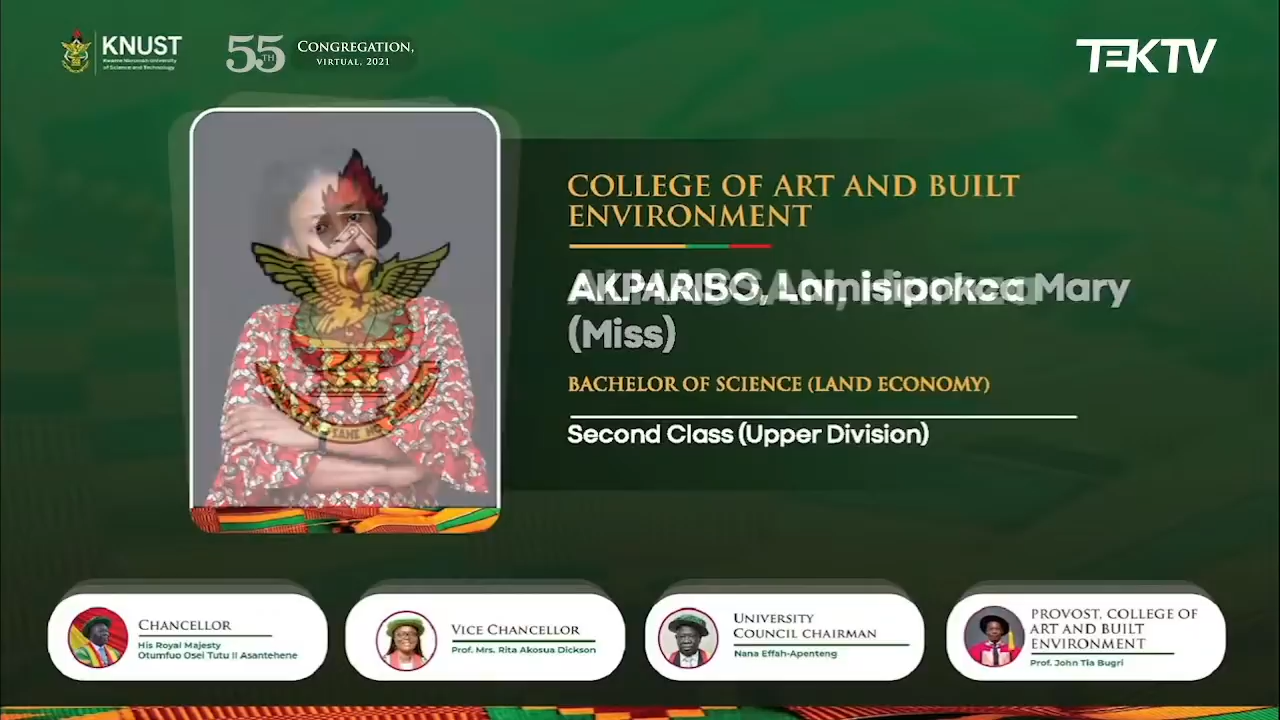 KNUST
Kwame Nkrumah University
of Science and Technology
55TH
CONGREGATION,
VIRTUAL, 2021
TEKTV
COLLEGE OF ART AND BUILT
ENVIRONMENT
AKPARIBO, Mary
(Miss)
BACHELOR OF SCIENCE (LAND ECONOMY)
Second Class (Upper Division)
CHANCELLOR
His Royal Majesty
Otumfuo Osei Tutu II Asantehene
VICE CHANCELLOR
Prof. Mrs. Rita Akosua Dickson
UNIVERSITY
COUNCIL CHAIRMAN
Nana Effah-Apenteng
PROVOST, COLLEGE OF
ART AND BUILT
ENVIRONMENT
Prof. John Tia Bugri